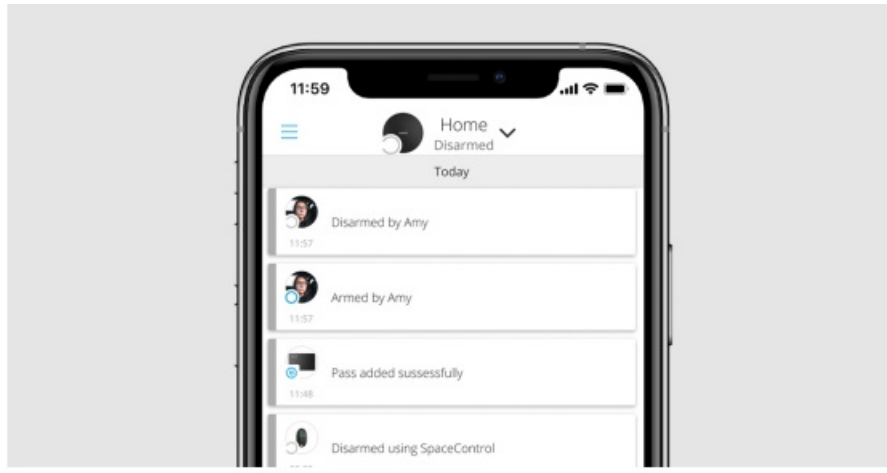 11:59
Home
Disarmed
Today
Disarmed by Amy
11:57
Armed by Amy
11:57
Pass added sussessfully
11:48
Disarmed using SpaceControl